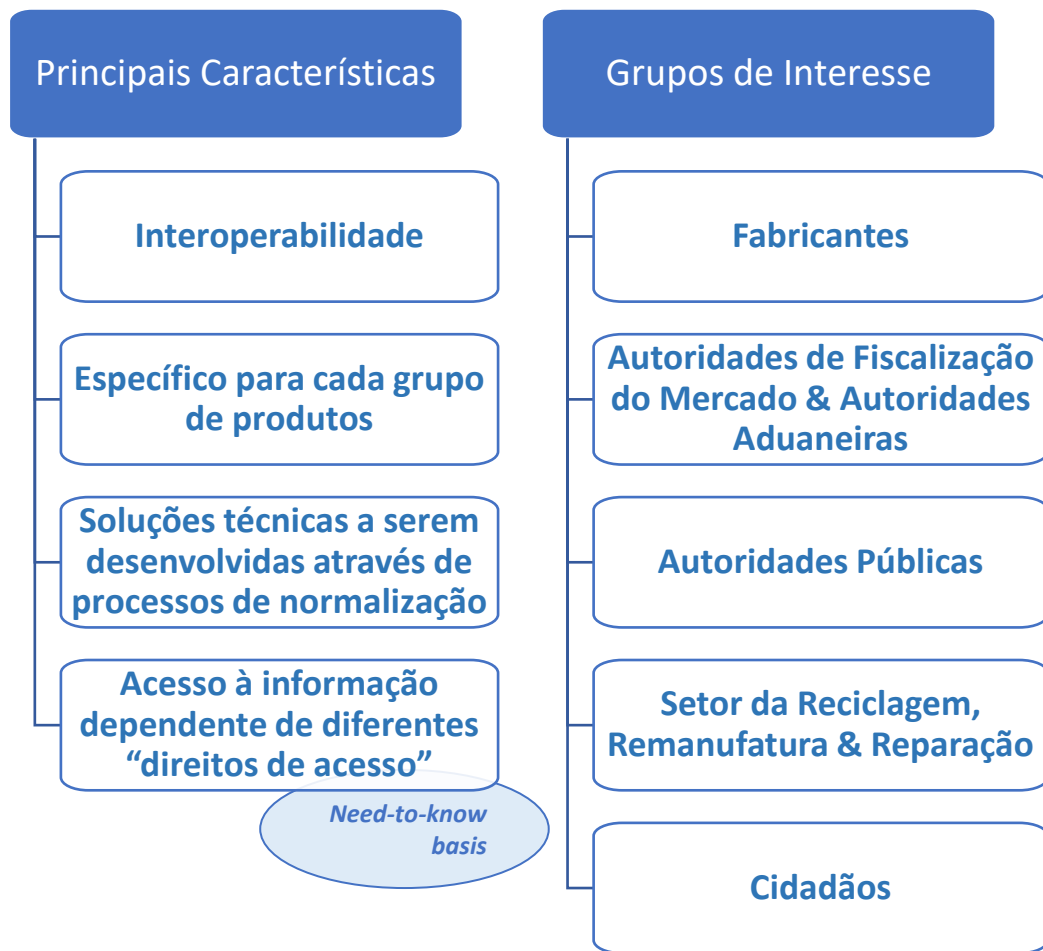 Principais Características
Interoperabilidade
Específico para cada grupo
de produtos
Soluções técnicas a serem
desenvolvidas através de
processos de normalização
Acesso à informação
dependente de diferentes
“direitos de acesso”
Need-to-know
basis
Grupos de Interesse
Fabricantes
Autoridades de Fiscalização
do Mercado & Autoridades
Aduaneiras
Autoridades Públicas
Setor da Reciclagem,
Remanufatura & Reparação
Cidadãos